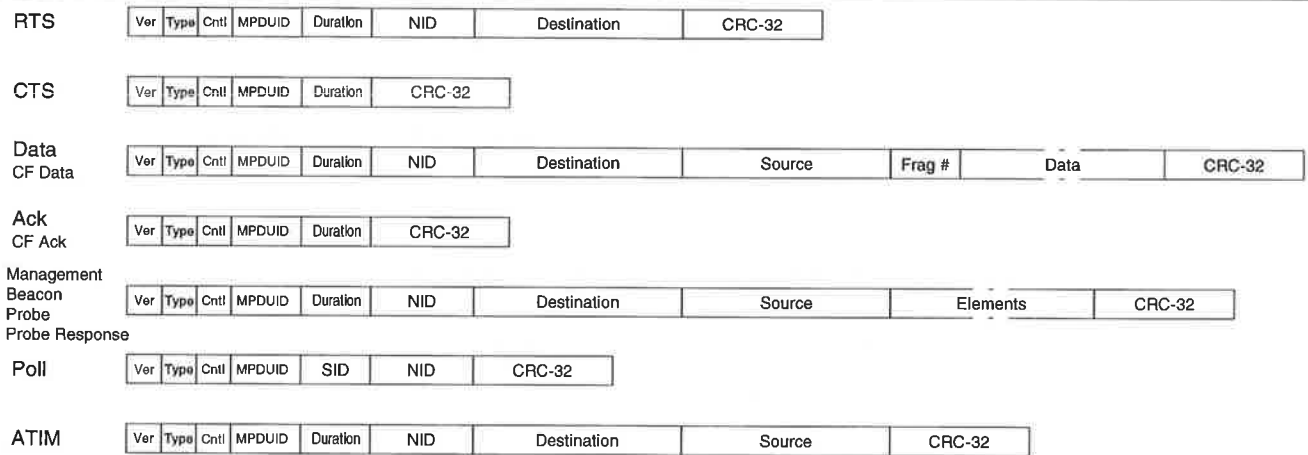 RTS Ver Type Cntl MPDUID Duration NID Destination CRC-32
CTS Ver Type Cntl MPDUID Duration CRC-32
Data
CF Data
Ver Type Cntl MPDUID Duration NID Destination Source Frag # Data CRC-32
Ack
CF Ack
Ver Type Cntl MPDUID Duration CRC-32
Management
Beacon
Probe
Probe Response
Ver Type Cntl MPDUID Duration NID Destination Source Elements CRC-32
Poll Ver Type Cntl MPDUID SID NID CRC-32
ATIM Ver Type Cntl MPDUID Duration NID Destination Source CRC-32